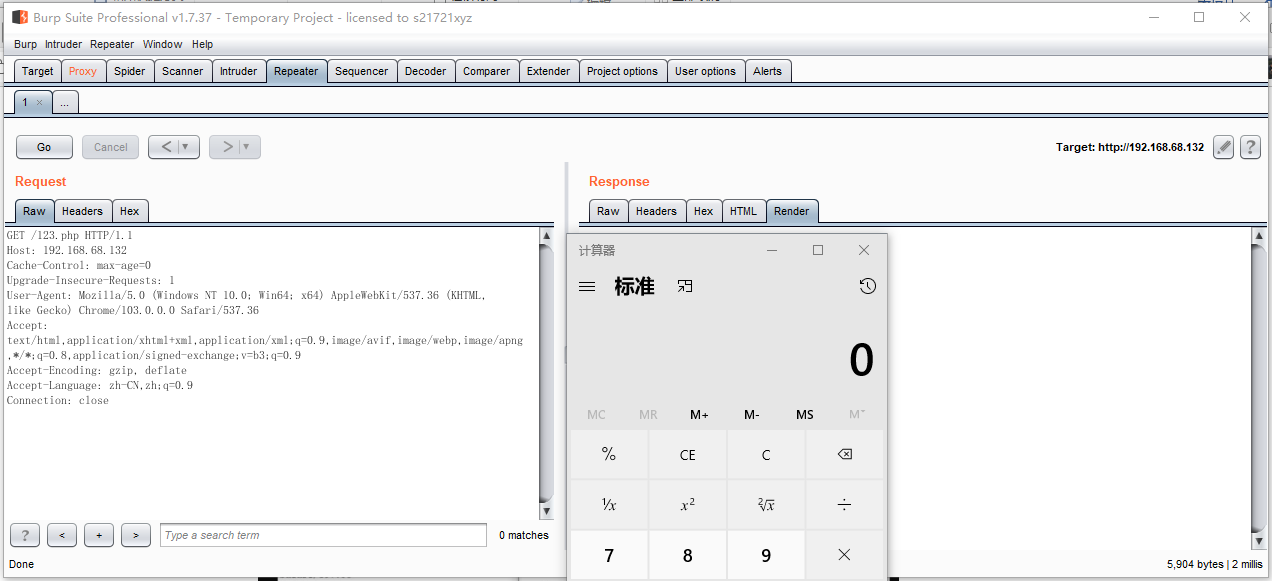 Burp Suite Professional v1.7.37 - Temporary Project - licensed to s21721xyz
Burp Intruder Repeater Window Help
Target Proxy Spider Scanner Intruder Repeater Sequencer Decoder Comparer Extender Project options User options Alerts
1 × ...
Go Cancel < ▼ > ▼ Target: http://192.168.68.132 ?
Request
Raw Headers Hex
GET /123.php HTTP/1.1
Host: 192.168.68.132
Cache-Control: max-age=0
Upgrade-Insecure-Requests: 1
User-Agent: Mozilla/5.0 (Windows NT 10.0; Win64; x64) AppleWebKit/537.36 (KHTML,
like Gecko) Chrome/103.0.0.0 Safari/537.36
Accept:
text/html,application/xhtml+xml,application/xml;q=0.9,image/avif,image/webp,image/apng
,*/*;q=0.8,application/signed-exchange;v=b3;q=0.9
Accept-Encoding: gzip, deflate
Accept-Language: zh-CN,zh;q=0.9
Connection: close
? < + > Type a search term 0 matches
Response
Raw Headers Hex HTML Render
计算器
标准
0
MC MR M+ M- MS M˅
% CE C ⌫
¹⁄x x² ²√x ÷
7 8 9 ×
Done 5,904 bytes | 2 millis